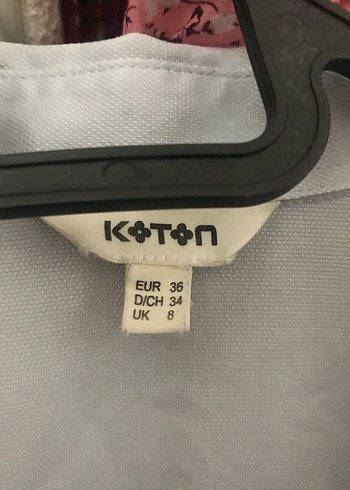 KOTON
EUR 36
D/CH 34
UK 8